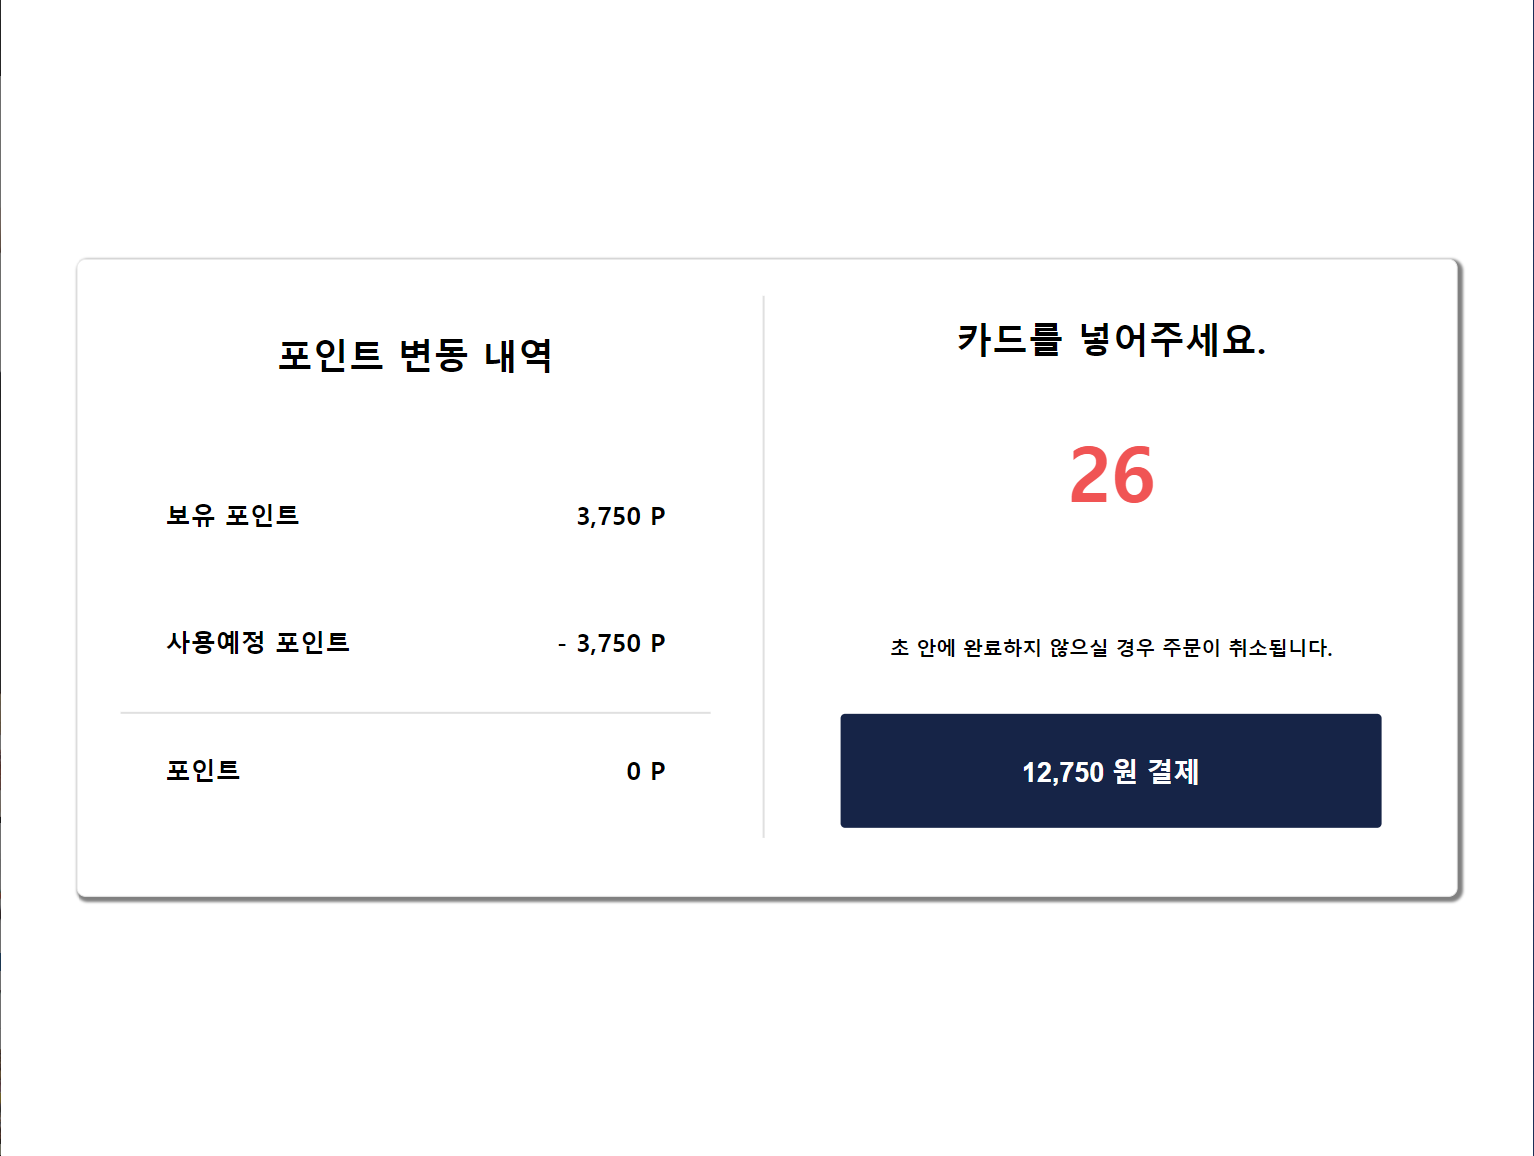 포인트 변동 내역
보유 포인트 3,750 P
사용예정 포인트 - 3,750 P
포인트 0 P
카드를 넣어주세요.
26
초 안에 완료하지 않으실 경우 주문이 취소됩니다.
12,750 원 결제